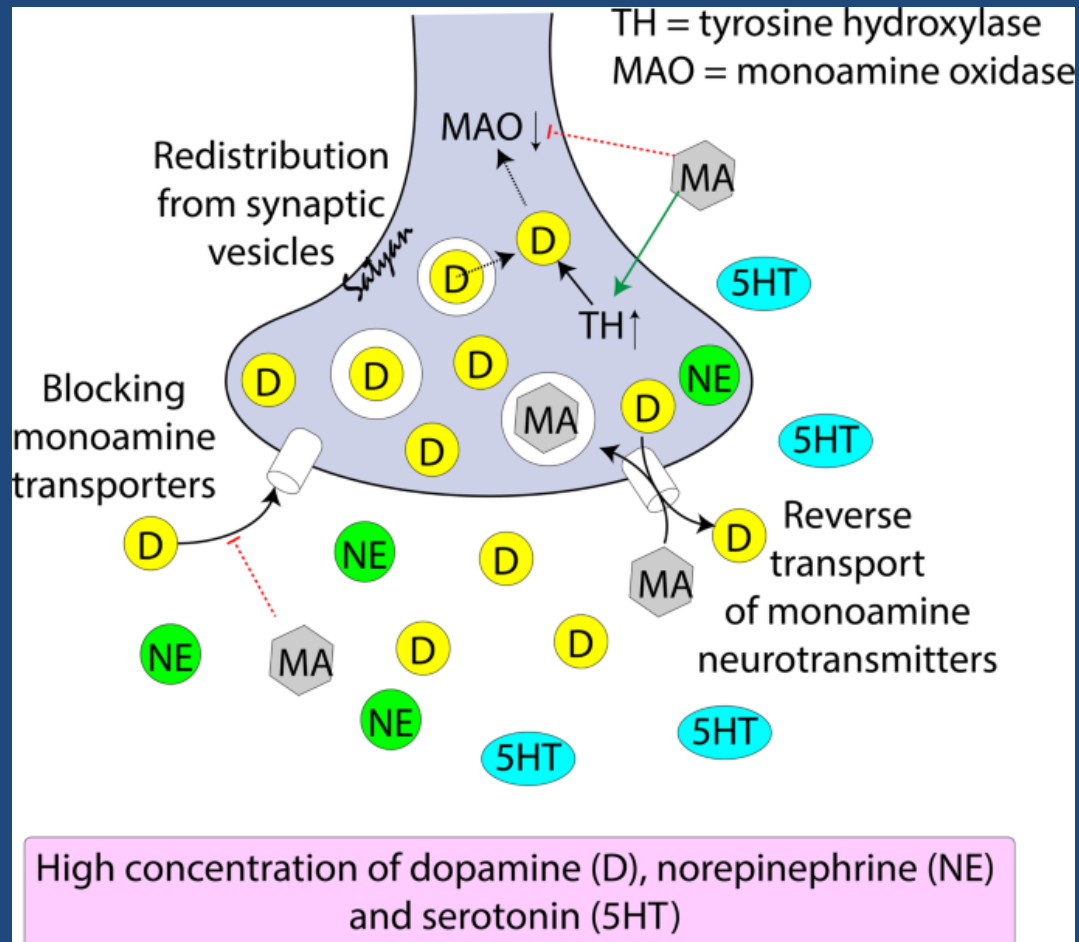 TH = tyrosine hydroxylase
MAO = monoamine oxidase
MAO ↓
MA
Redistribution
from synaptic
vesicles
Satyan
D
D
5HT
TH ↑
D
D
D
D
NE
MA
D
Blocking
monoamine
transporters
5HT
D
NE
D
D
Reverse
transport
of monoamine
neurotransmitters
MA
NE
MA
D
D
NE
5HT
5HT
High concentration of dopamine (D), norepinephrine (NE)
and serotonin (5HT)